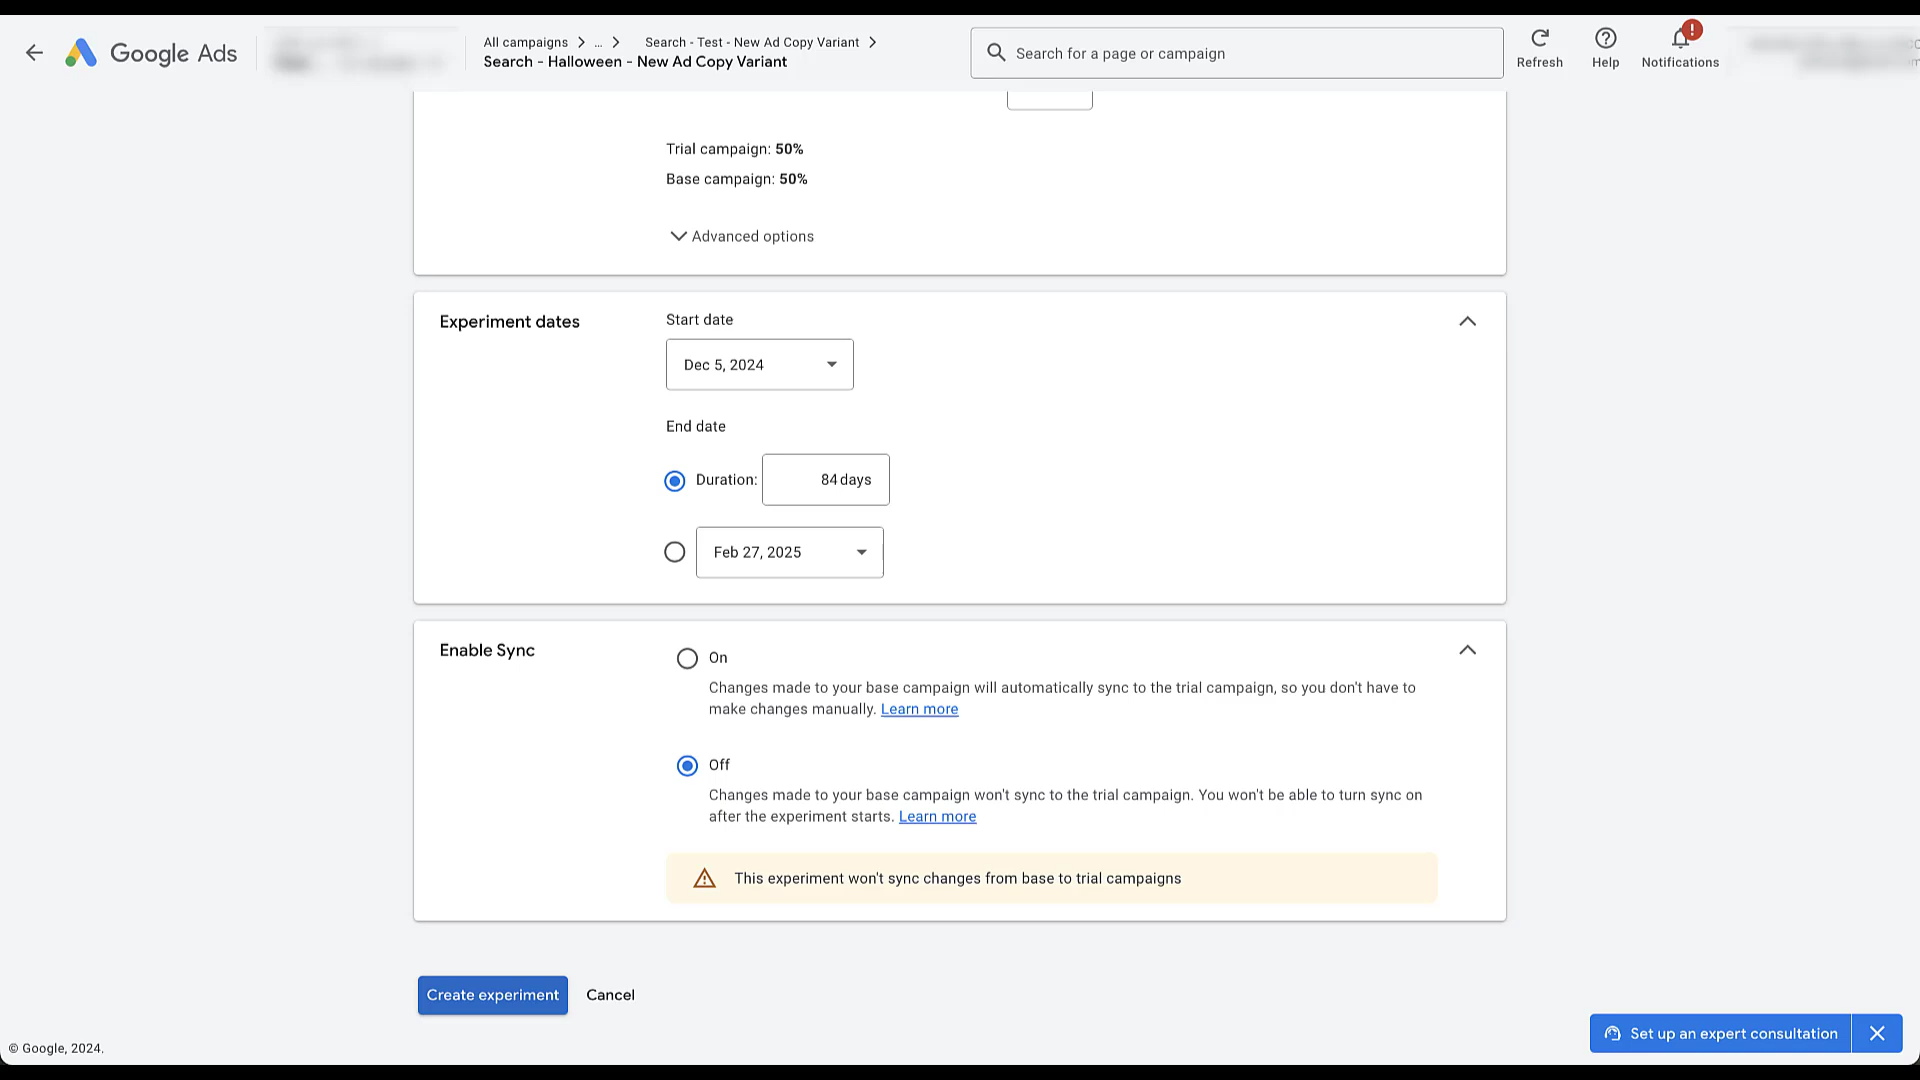 Google Ads
All campaigns > ... > Search - Test - New Ad Copy Variant >
Search - Halloween - New Ad Copy Variant
Search for a page or campaign
Refresh
Help
!
Notifications
Trial campaign: 50%
Base campaign: 50%
Advanced options
Experiment dates
Start date
Dec 5, 2024
End date
Duration: 84 days
Feb 27, 2025
Enable Sync
On
Changes made to your base campaign will automatically sync to the trial campaign, so you don't have to
make changes manually. Learn more
Off
Changes made to your base campaign won't sync to the trial campaign. You won't be able to turn sync on
after the experiment starts. Learn more
This experiment won't sync changes from base to trial campaigns
Create experiment
Cancel
Set up an expert consultation
© Google, 2024.